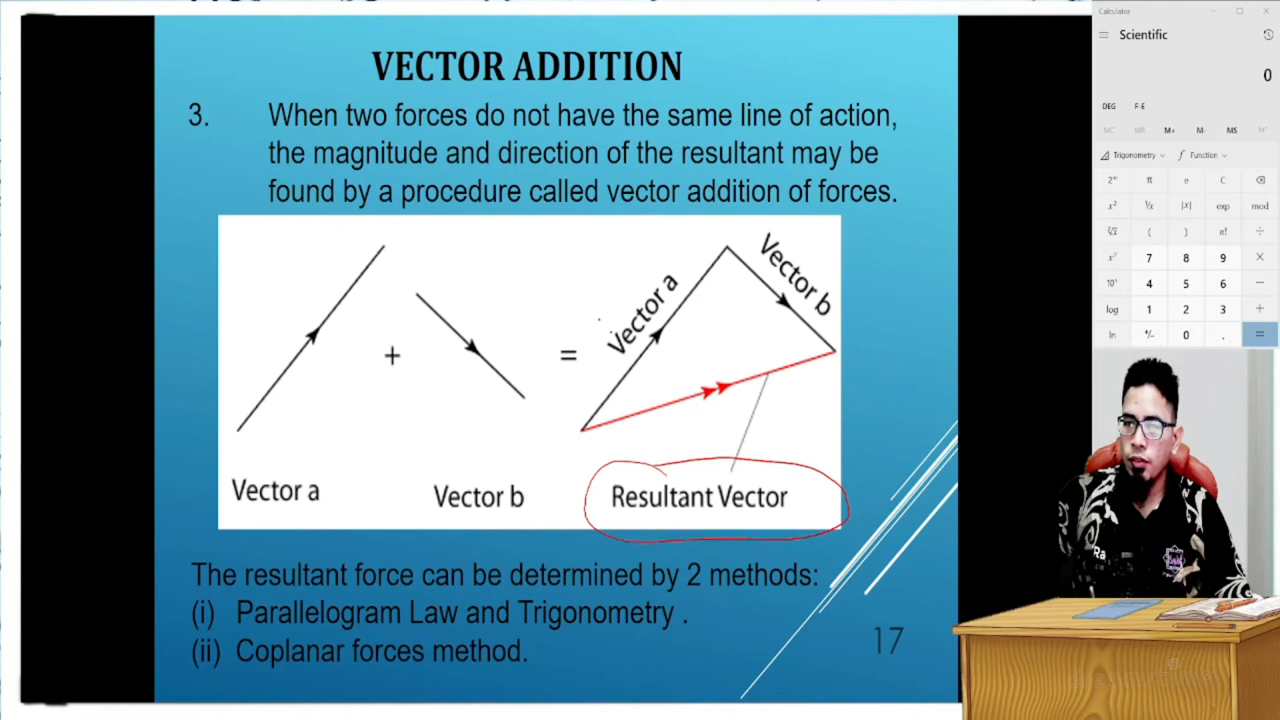 VECTOR ADDITION
3. When two forces do not have the same line of action,
the magnitude and direction of the resultant may be
found by a procedure called vector addition of forces.
Vector a
Vector b
+
=
Vector a
Vector b
Resultant Vector
The resultant force can be determined by 2 methods:
(i) Parallelogram Law and Trigonometry .
(ii) Coplanar forces method.
17
Calculator
Scientific
0
DEG F-E
MC MR M+ M- MS
Trigonometry Function
π e C
x² ¹/x |x| exp mod
( ) n! ÷
7 8 9 ×
4 5 6 −
log 1 2 3 +
ln +/- 0 . =